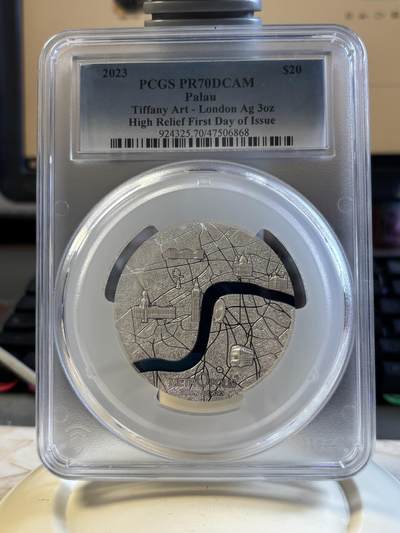 2023 $20
PCGS PR70DCAM
Palau
Tiffany Art - London Ag 3oz
High Relief First Day of Issue
924325.70/47506868